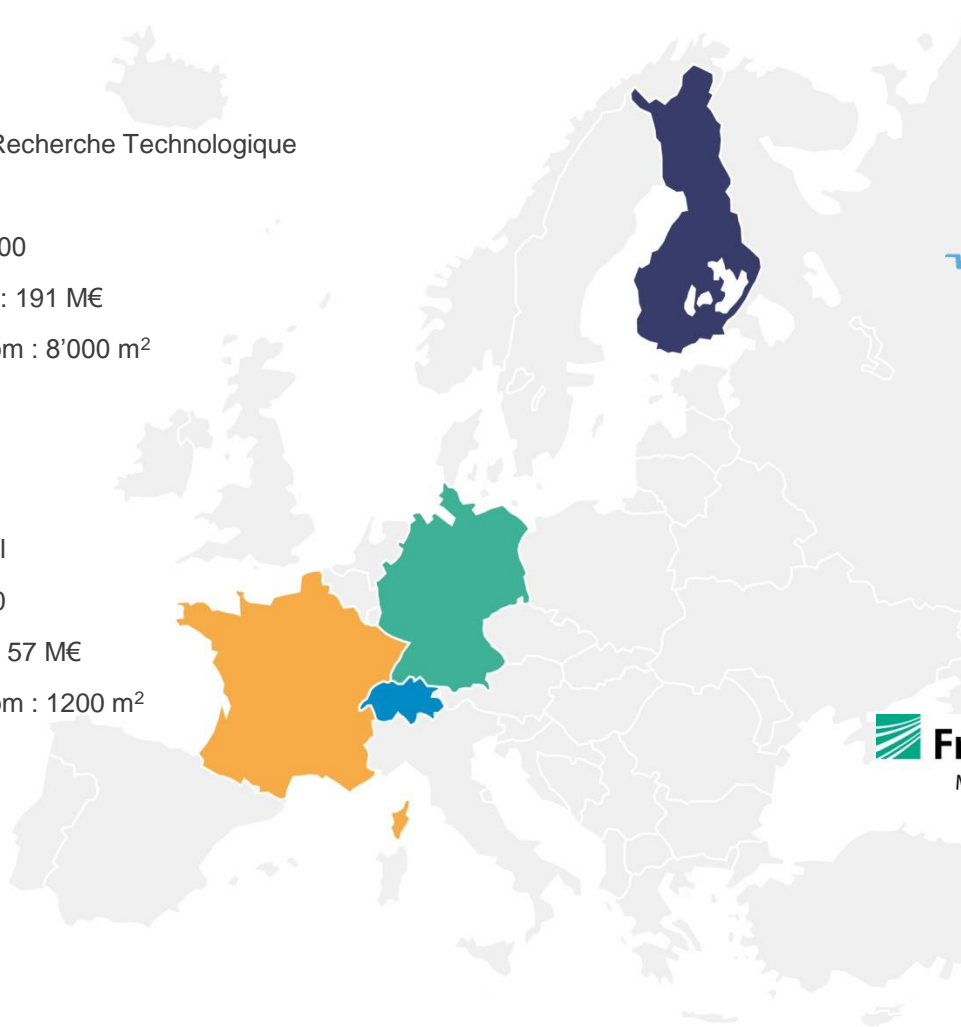 Recherche Technologique
00
: 191 M€
om : 8’000 m²
l
0
57 M€
om : 1200 m²
Fr
M